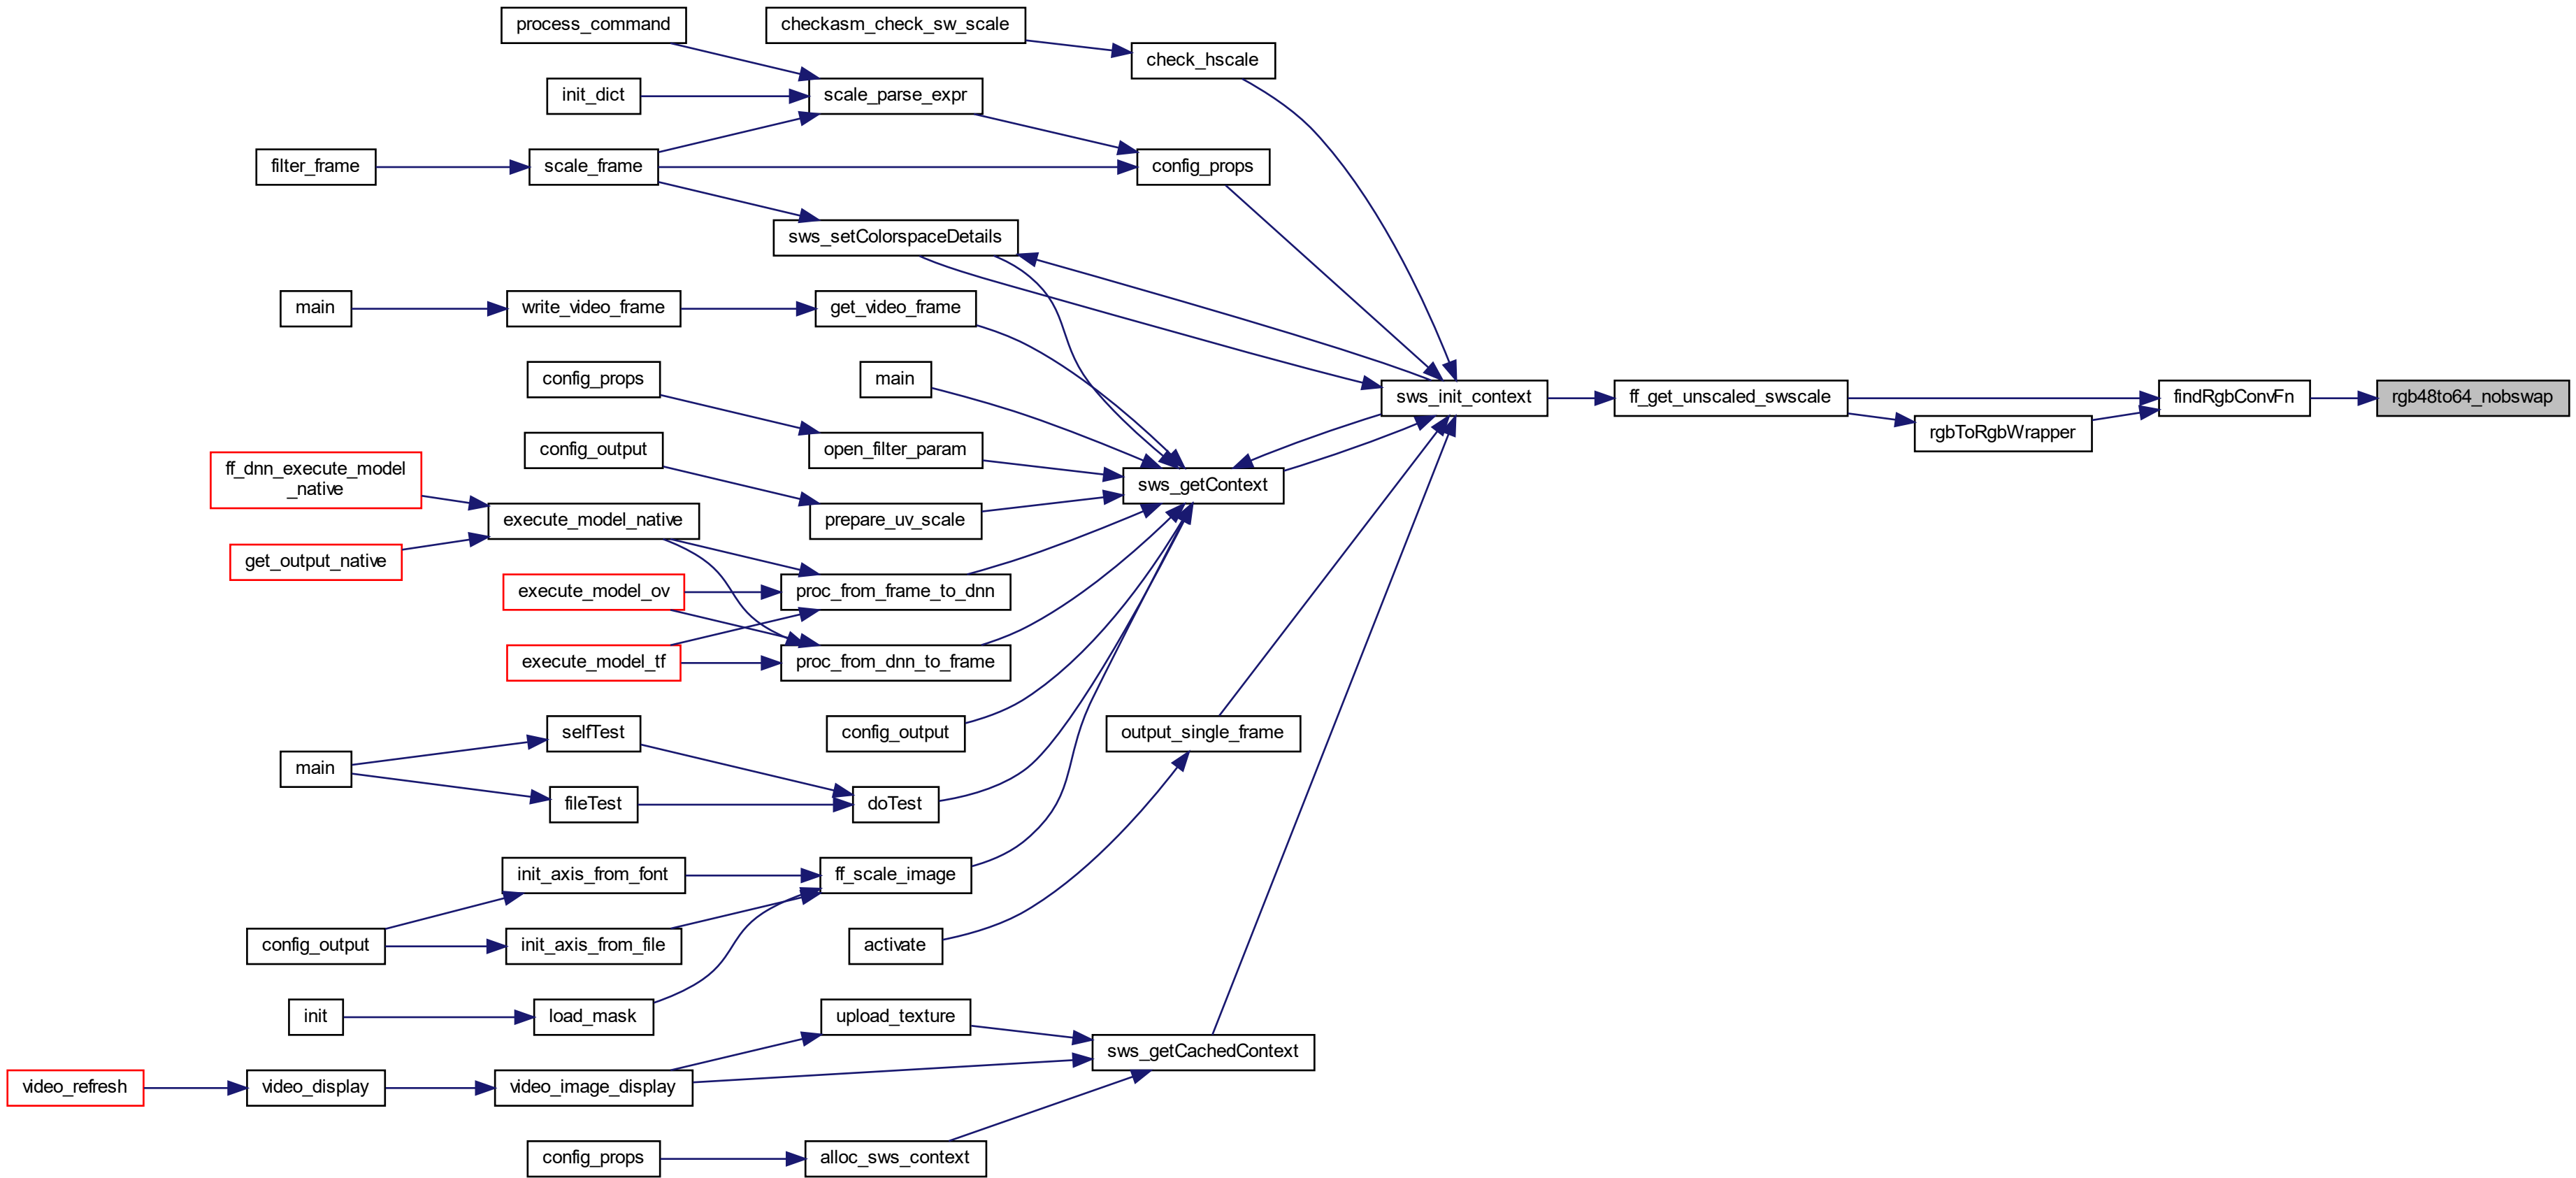 process_command
checkasm_check_sw_scale
check_hscale
init_dict
scale_parse_expr
filter_frame
scale_frame
config_props
sws_setColorspaceDetails
main
write_video_frame
get_video_frame
config_props
main
sws_init_context
ff_get_unscaled_swscale
findRgbConvFn
rgb48to64_nobswap
rgbToRgbWrapper
config_output
open_filter_param
ff_dnn_execute_model
_native
sws_getContext
execute_model_native
prepare_uv_scale
get_output_native
execute_model_ov
proc_from_frame_to_dnn
execute_model_tf
proc_from_dnn_to_frame
selfTest
config_output
output_single_frame
main
fileTest
doTest
init_axis_from_font
ff_scale_image
config_output
init_axis_from_file
activate
init
load_mask
upload_texture
sws_getCachedContext
video_refresh
video_display
video_image_display
config_props
alloc_sws_context